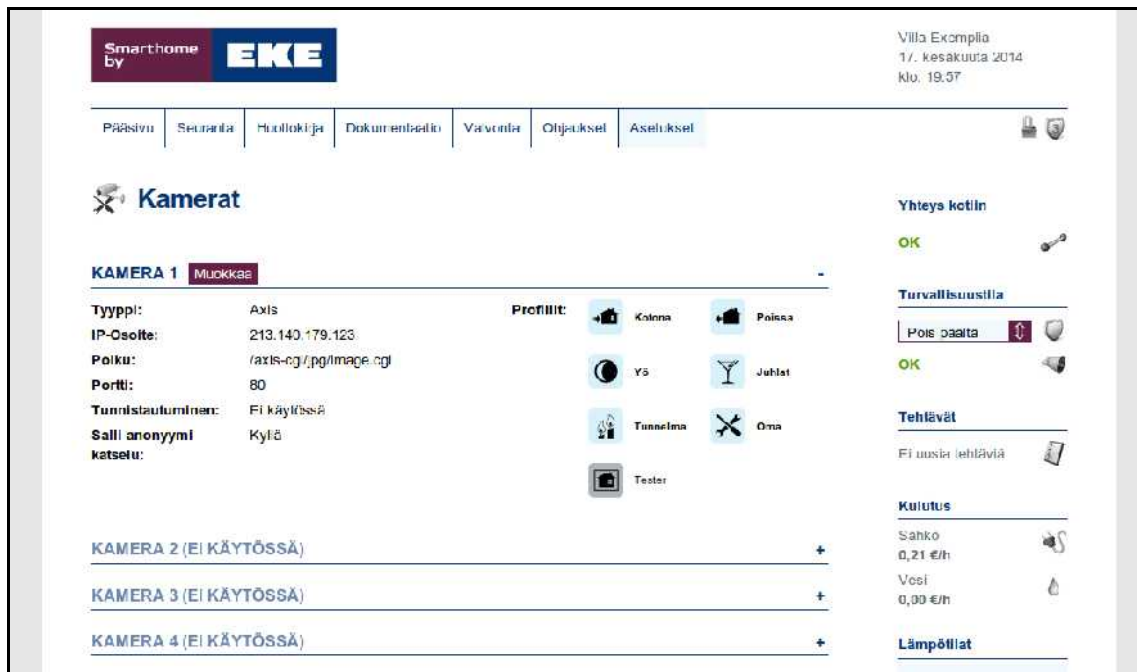 Smarthome
by
EKE
Villa Exemplia
17. kesäkuuta 2014
klo. 19:57
Pääsivu
Seuranta
Huoltokirja
Dokumentaatio
Valvonta
Ohjaukset
Asetukset
3
Kamerat
KAMERA 1 Muokkaa -
Tyyppi: Axis
IP-Osoite: 213.140.179.123
Polku: /axis-cgi/jpg/image.cgi
Portti: 80
Tunnistautuminen: Ei käytössä
Salli anonyymi Kyllä
katselu:
Profiilit:
Kotona
Poissa
Yö
Juhlat
Tunnelma
Oma
Tester
KAMERA 2 (EI KÄYTÖSSÄ) +
KAMERA 3 (EI KÄYTÖSSÄ) +
KAMERA 4 (EI KÄYTÖSSÄ) +
Yhteys kotiin
OK
Turvallisuustila
Pois päältä
OK
Tehtävät
Ei uusia tehtäviä
Kulutus
Sähkö
0,21 €/h
Vesi
0,00 €/h
Lämpötilat